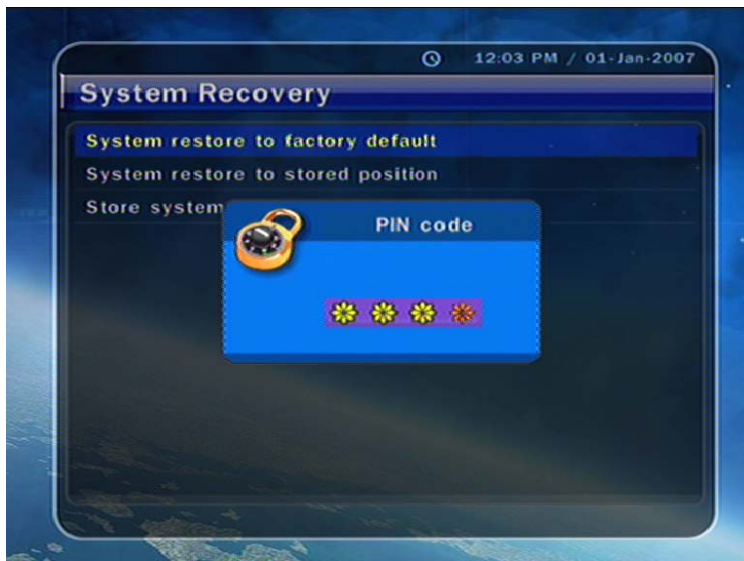 12:03 PM / 01-Jan-2007
System Recovery
System restore to factory default
System restore to stored position
Store system
PIN code